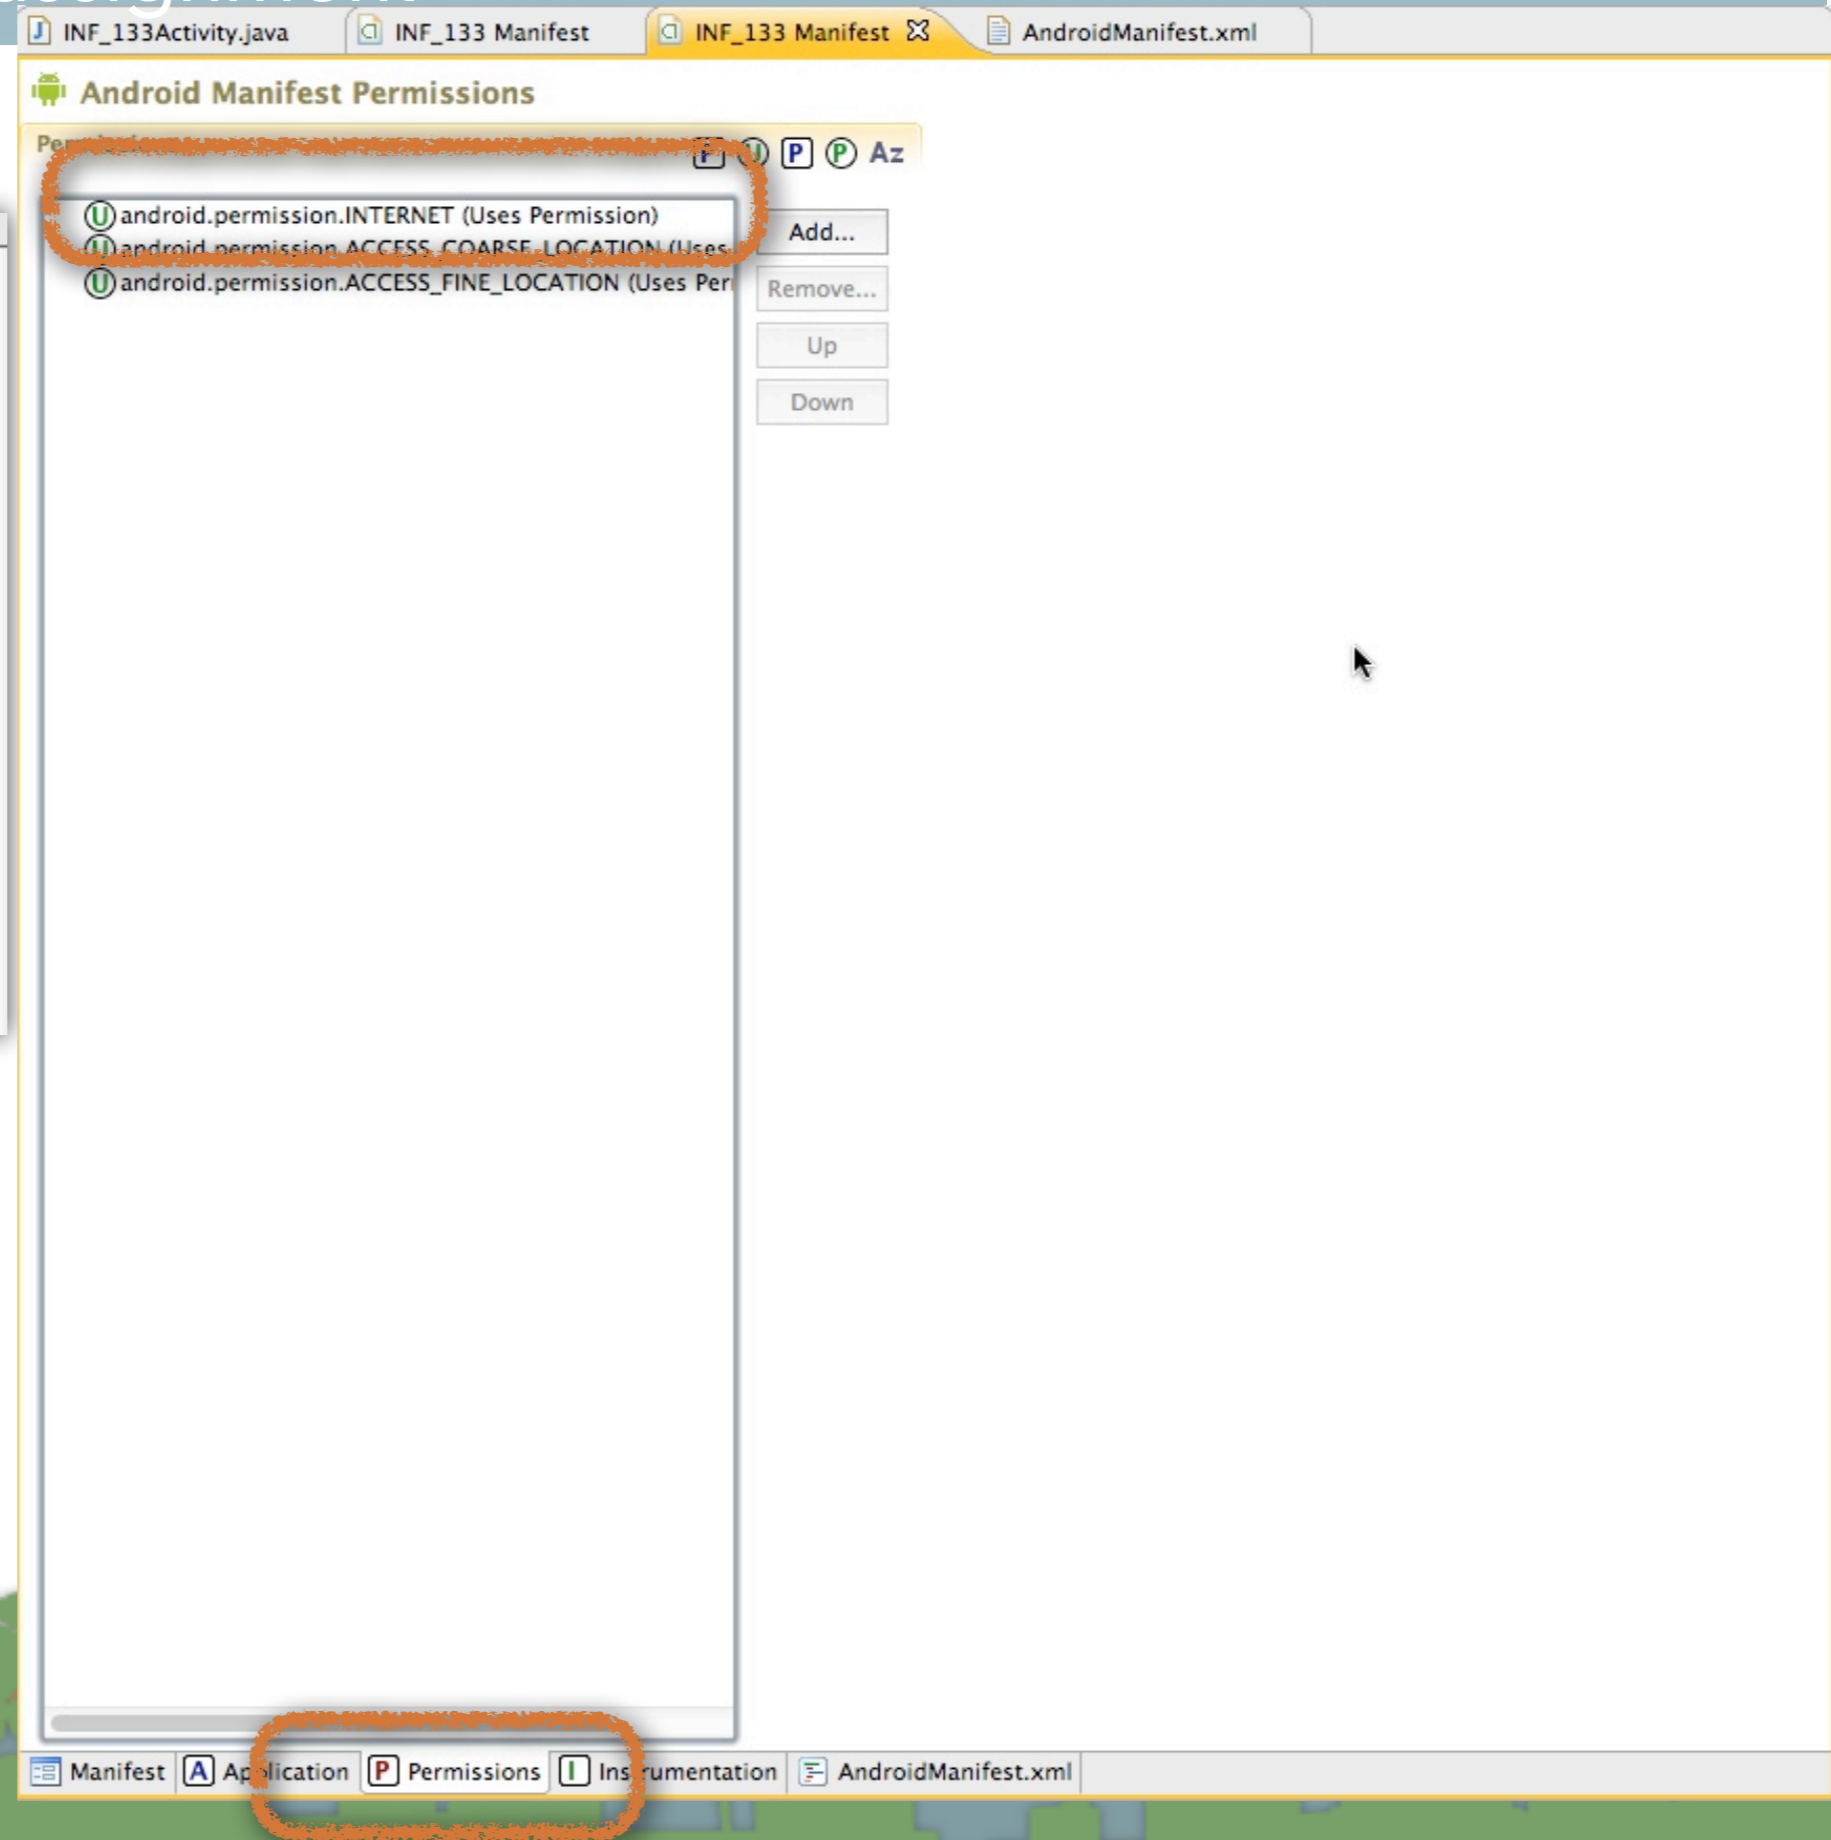 assignment
INF_133Activity.java INF_133 Manifest INF_133 Manifest AndroidManifest.xml
Android Manifest Permissions
P U P P Az
U android.permission.INTERNET (Uses Permission)
U android.permission.ACCESS_COARSE_LOCATION (Uses
U android.permission.ACCESS_FINE_LOCATION (Uses Per
Add...
Remove...
Up
Down
Manifest A Application P Permissions I Instrumentation AndroidManifest.xml